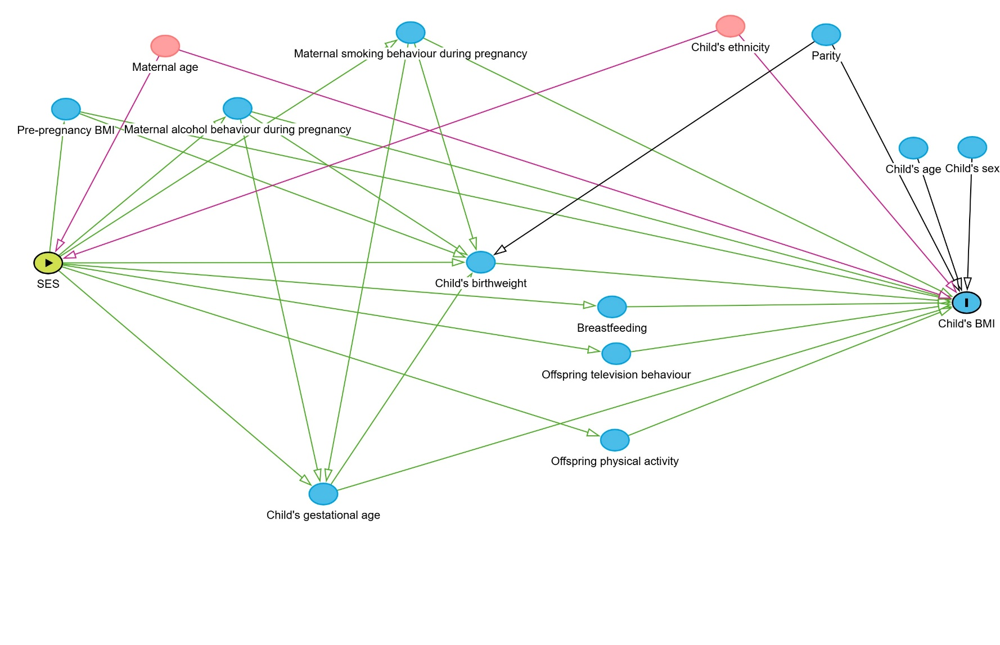 Maternal smoking behaviour during pregnancy
Child's ethnicity
Parity
Maternal age
Pre-pregnancy BMI
Maternal alcohol behaviour during pregnancy
Child's age
Child's sex
SES
Child's birthweight
Breastfeeding
Child's BMI
Offspring television behaviour
Offspring physical activity
Child's gestational age